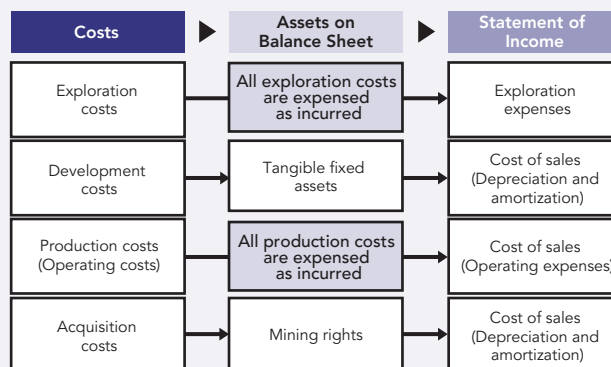 Costs
Assets on
Balance Sheet
Statement of
Income
Exploration
costs
All exploration costs
are expensed
as incurred
Exploration
expenses
Development
costs
Tangible fixed
assets
Cost of sales
(Depreciation and
amortization)
Production costs
(Operating costs)
All production costs
are expensed
as incurred
Cost of sales
(Operating expenses)
Acquisition
costs
Mining rights
Cost of sales
(Depreciation and
amortization)